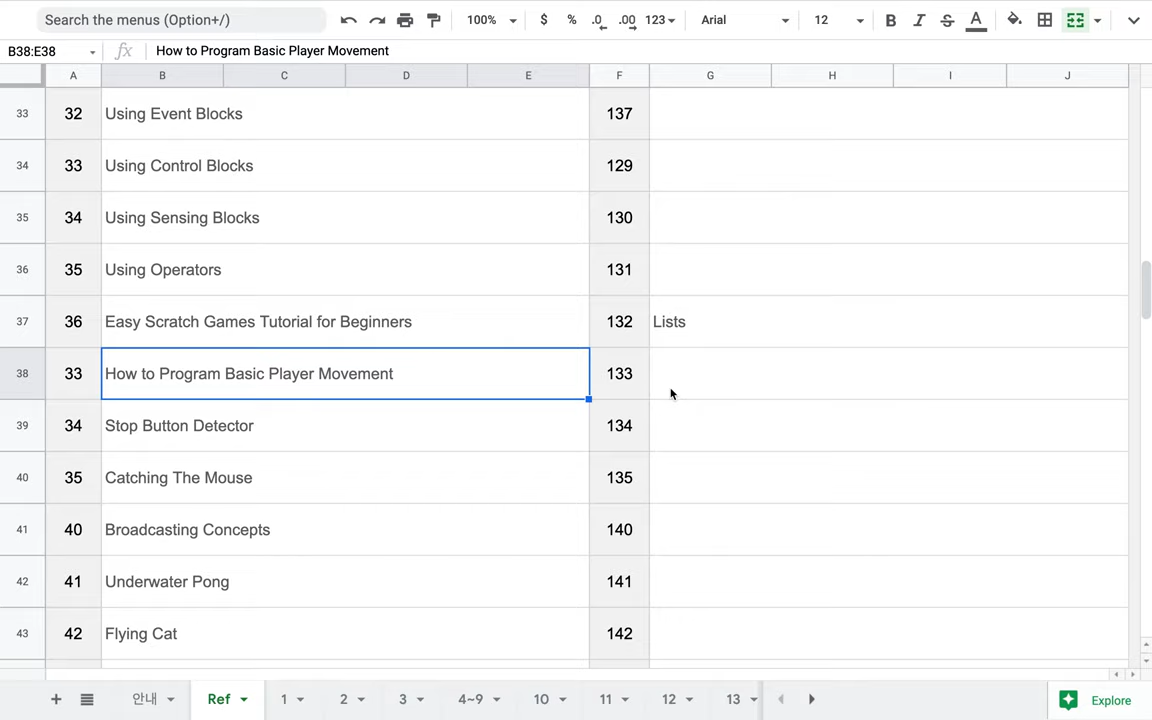 Search the menus (Option+/) 100% $ % .0 .00 123 Arial 12 B I S A
B38:E38 fx How to Program Basic Player Movement
A B C D E F G H I J
33 32 Using Event Blocks 137
34 33 Using Control Blocks 129
35 34 Using Sensing Blocks 130
36 35 Using Operators 131
37 36 Easy Scratch Games Tutorial for Beginners 132 Lists
38 33 How to Program Basic Player Movement 133
39 34 Stop Button Detector 134
40 35 Catching The Mouse 135
41 40 Broadcasting Concepts 140
42 41 Underwater Pong 141
43 42 Flying Cat 142
+ 안내 Ref 1 2 3 4~9 10 11 12 13 Explore